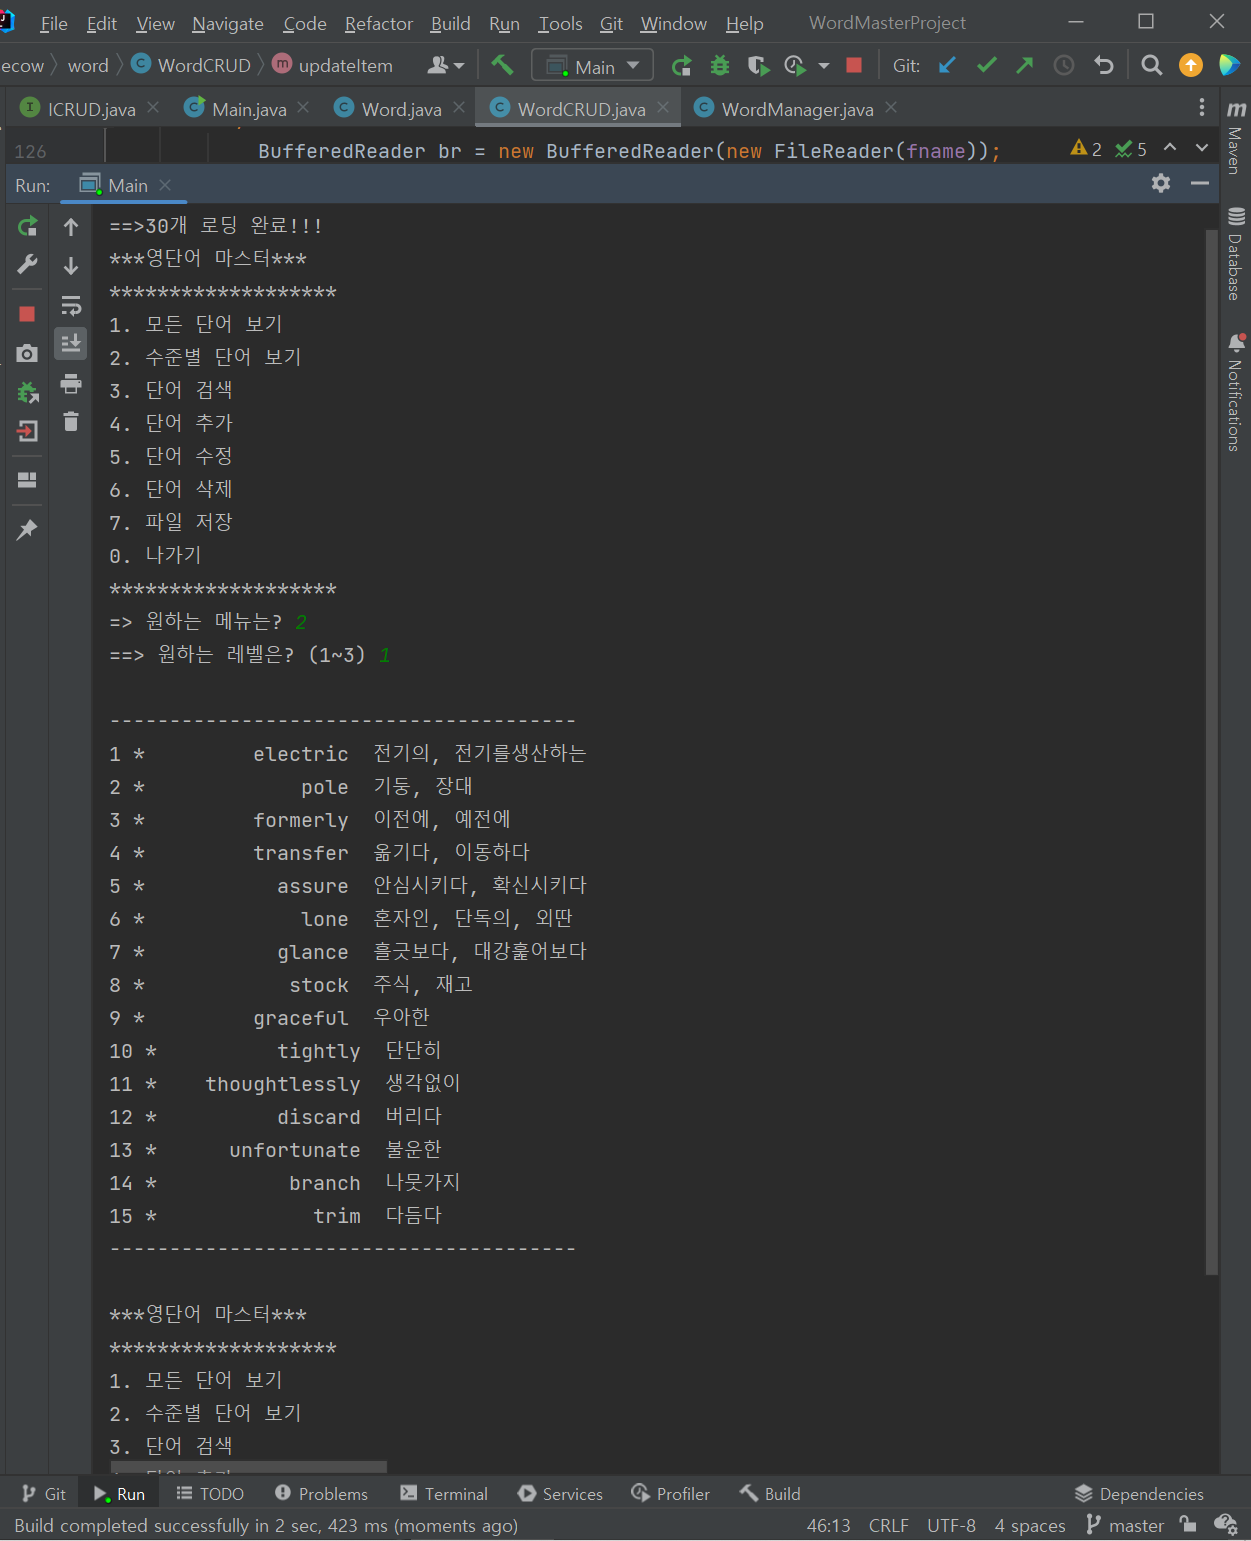 File Edit View Navigate Code Refactor Build Run Tools Git Window Help WordMasterProject
ecow word WordCRUD updateItem Main Git:
ICRUD.java Main.java Word.java WordCRUD.java WordManager.java
126 BufferedReader br = new BufferedReader(new FileReader(fname)); 2 5
Run: Main
==>30개 로딩 완료!!!
***영단어 마스터***
*******************
1. 모든 단어 보기
2. 수준별 단어 보기
3. 단어 검색
4. 단어 추가
5. 단어 수정
6. 단어 삭제
7. 파일 저장
0. 나가기
*******************
=> 원하는 메뉴는? 2
==> 원하는 레벨은? (1~3) 1
---------------------------------------
1 * electric 전기의, 전기를생산하는
2 * pole 기둥, 장대
3 * formerly 이전에, 예전에
4 * transfer 옮기다, 이동하다
5 * assure 안심시키다, 확신시키다
6 * lone 혼자인, 단독의, 외딴
7 * glance 흘긋보다, 대강훑어보다
8 * stock 주식, 재고
9 * graceful 우아한
10 * tightly 단단히
11 * thoughtlessly 생각없이
12 * discard 버리다
13 * unfortunate 불운한
14 * branch 나뭇가지
15 * trim 다듬다
---------------------------------------
***영단어 마스터***
*******************
1. 모든 단어 보기
2. 수준별 단어 보기
3. 단어 검색
m
Maven
Database
Notifications
Git Run TODO Problems Terminal Services Profiler Build Dependencies
Build completed successfully in 2 sec, 423 ms (moments ago) 46:13 CRLF UTF-8 4 spaces master